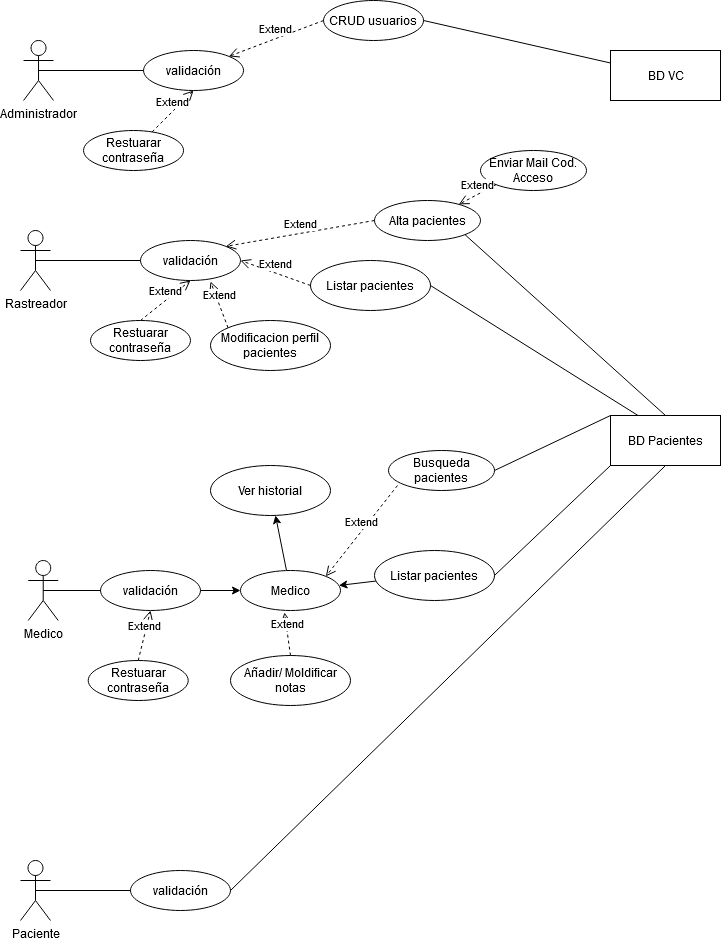 CRUD usuarios
Extend
validación
BD VC
Administrador
Extend
Restuarar
contraseña
Enviar Mail Cod.
Acceso
Extend
Alta pacientes
Extend
validación
Extend
Listar pacientes
Rastreador
Extend
Extend
Restuarar
contraseña
Modificacion perfil
pacientes
BD Pacientes
Busqueda
pacientes
Ver historial
Extend
Listar pacientes
validación
Medico
Medico
Extend
Extend
Restuarar
contraseña
Añadir/ Moldificar
notas
validación
Paciente